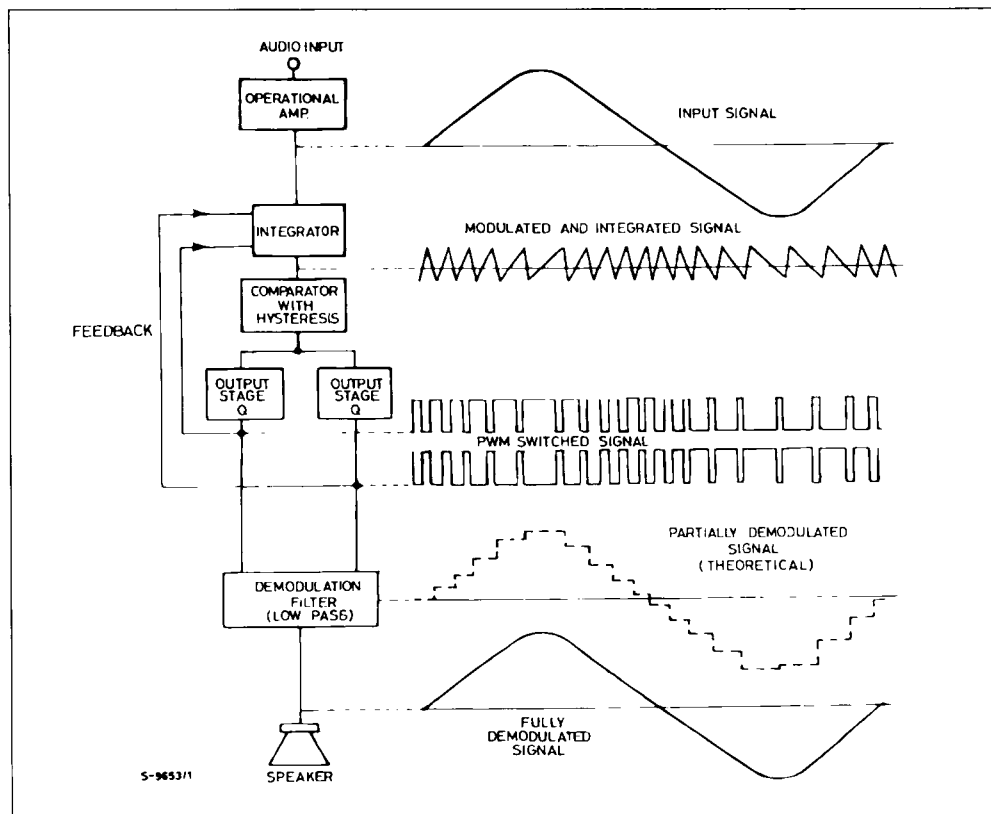 AUDIO INPUT
OPERATIONAL
AMP.
INPUT SIGNAL
INTEGRATOR
MODULATED AND INTEGRATED SIGNAL
COMPARATOR
WITH
HYSTERESIS
FEEDBACK
OUTPUT
STAGE
Q
OUTPUT
STAGE
Q
PWM SWITCHED SIGNAL
PARTIALLY DEMODULATED
SIGNAL
(THEORETICAL)
DEMODULATION
FILTER
(LOW PASS)
FULLY
DEMODULATED
SIGNAL
SPEAKER
S-9653/1